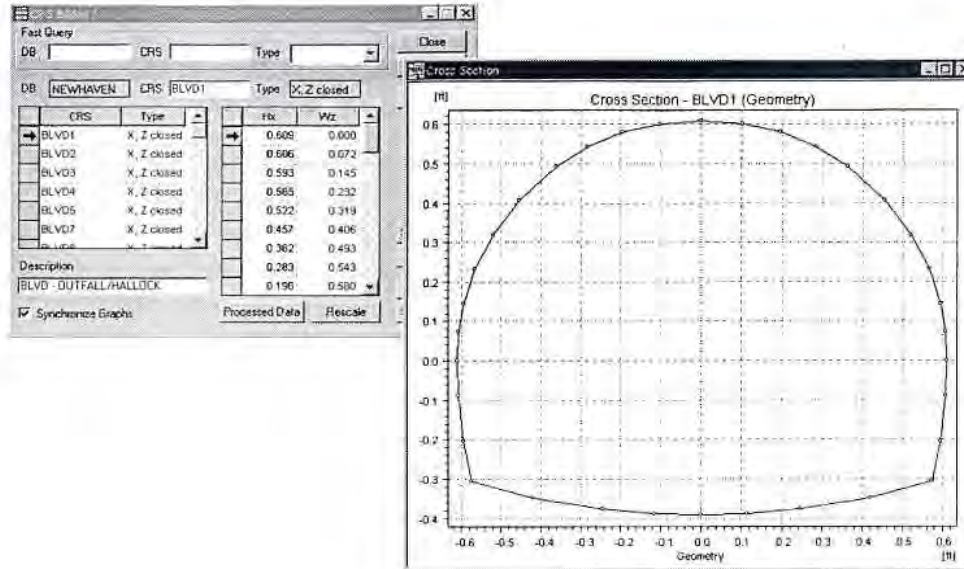 Fast Query
DB CRS Type
Close
DB NEWHAVEN CRS BLVD1 Type X, Z closed
CRS Type
BLVD1 X, Z closed
BLVD2 X, Z closed
BLVD3 X, Z closed
BLVD4 X, Z closed
BLVD5 X, Z closed
BLVD7 X, Z closed
X, Z closed
Hx Wz
0.609 0.000
0.606 0.072
0.593 0.145
0.565 0.232
0.522 0.319
0.457 0.406
0.362 0.493
0.283 0.543
0.196 0.580
Description
BLVD - OUTFALL/HALLOCK
Synchronize Graphs
Processed Data Rescale
Cross Section
[ft]
Cross Section - BLVD1 (Geometry)
0.6
0.5
0.4
0.3
0.2
0.1
0.0
-0.1
-0.2
-0.3
-0.4
-0.6 -0.5 -0.4 -0.3 -0.2 -0.1 0.0 0.1 0.2 0.3 0.4 0.5 0.6
Geometry
[ft]